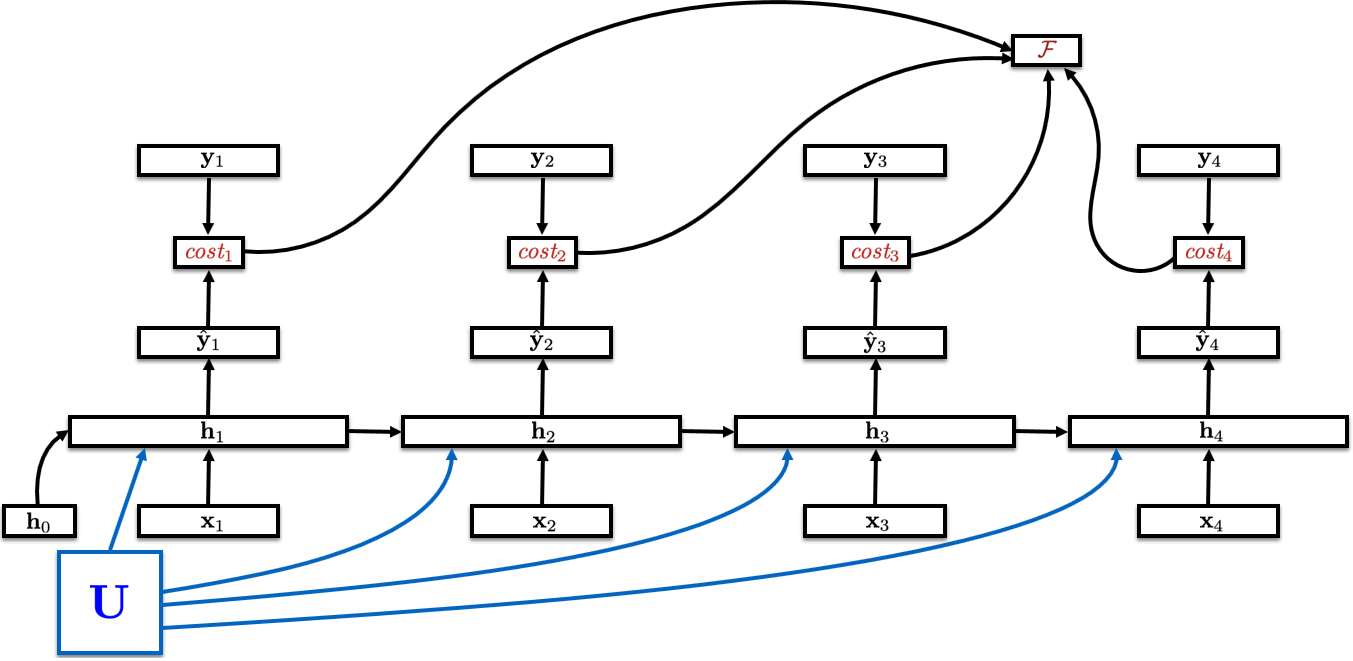 𝓕
y₁ y₂ y₃ y₄
cost₁ cost₂ cost₃ cost₄
ŷ₁ ŷ₂ ŷ₃ ŷ₄
h₁ h₂ h₃ h₄
h₀ x₁ x₂ x₃ x₄
U